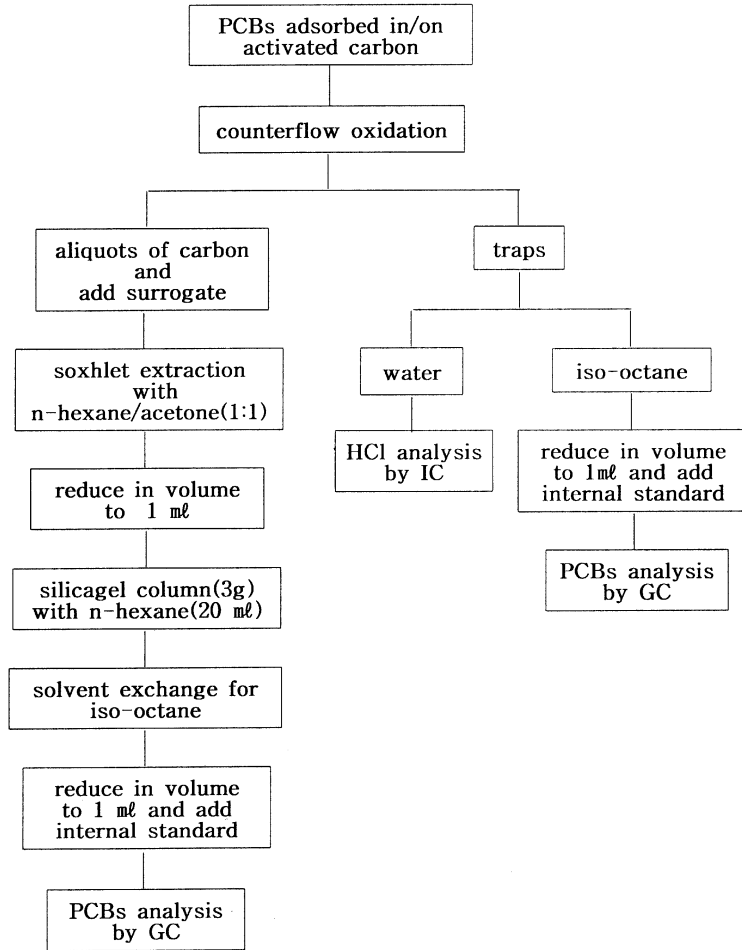 PCBs adsorbed in/on
activated carbon
counterflow oxidation
aliquots of carbon
and
add surrogate
soxhlet extraction
with
n-hexane/acetone(1:1)
reduce in volume
to 1 ㎖
silicagel column(3g)
with n-hexane(20 ㎖)
solvent exchange for
iso-octane
reduce in volume
to 1 ㎖ and add
internal standard
PCBs analysis
by GC
traps
water
HCl analysis
by IC
iso-octane
reduce in volume
to 1㎖ and add
internal standard
PCBs analysis
by GC